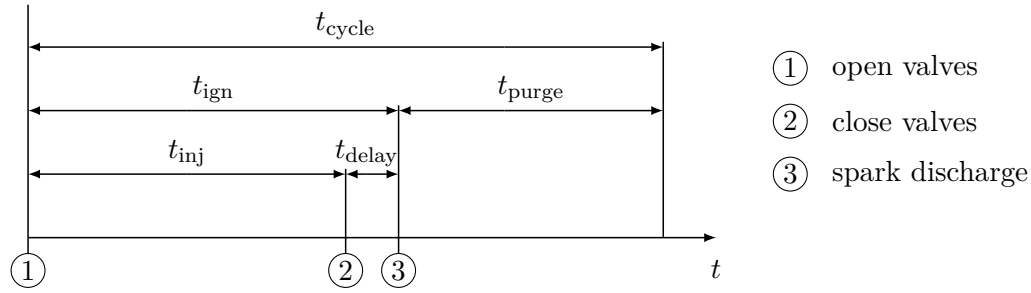 t_cycle
t_ign t_purge
t_inj t_delay
1 2 3 t
1 open valves
2 close valves
3 spark discharge